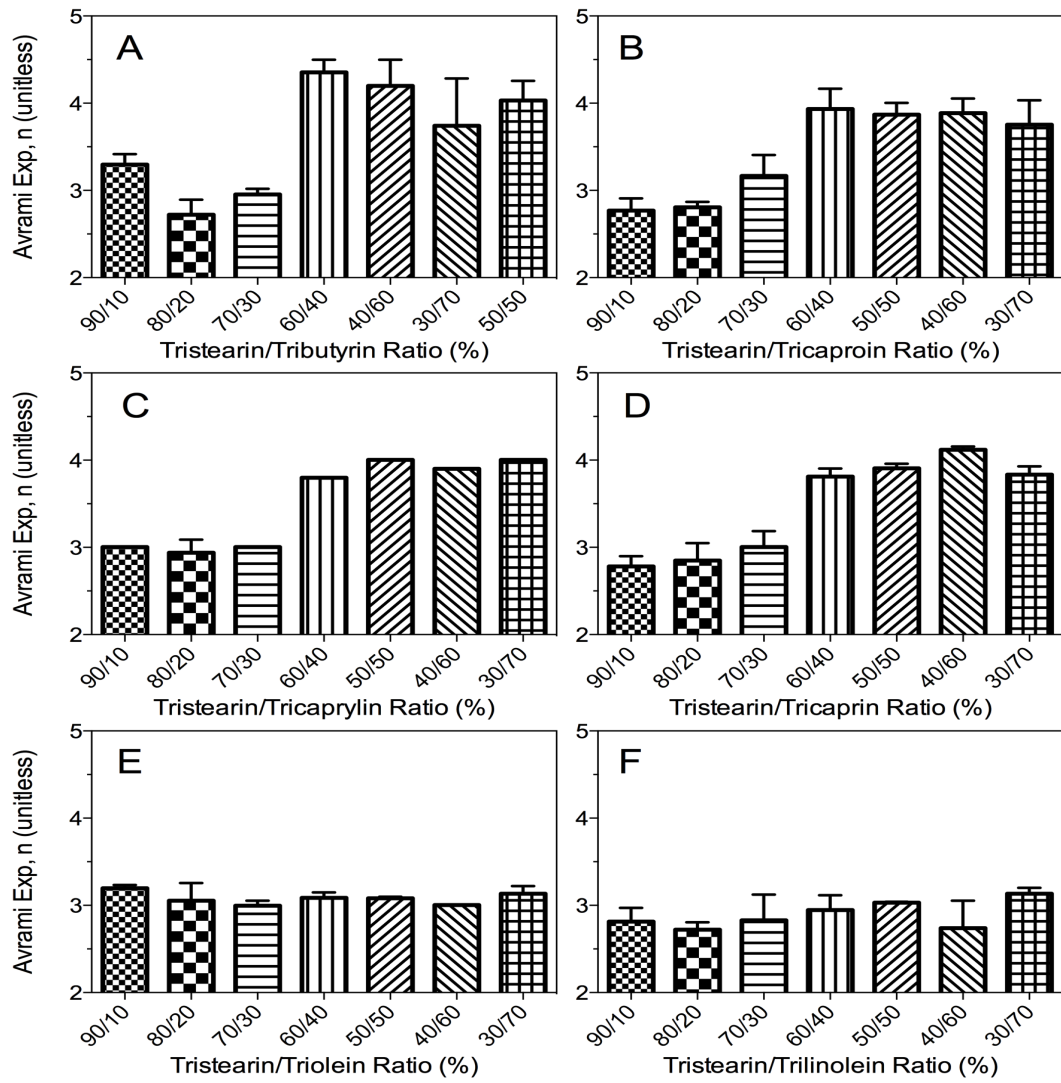 A
Avrami Exp, n (unitless)
5
4
3
2
90/10 80/20 70/30 60/40 40/60 30/70 50/50
Tristearin/Tributyrin Ratio (%)
B
5
4
3
2
90/10 80/20 70/30 60/40 50/50 40/60 30/70
Tristearin/Tricaproin Ratio (%)
C
Avrami Exp, n (unitless)
5
4
3
2
90/10 80/20 70/30 60/40 50/50 40/60 30/70
Tristearin/Tricaprylin Ratio (%)
D
5
4
3
2
90/10 80/20 70/30 60/40 50/50 40/60 30/70
Tristearin/Tricaprin Ratio (%)
E
Avrami Exp, n (unitless)
5
4
3
2
90/10 80/20 70/30 60/40 50/50 40/60 30/70
Tristearin/Triolein Ratio (%)
F
5
4
3
2
90/10 80/20 70/30 60/40 50/50 40/60 30/70
Tristearin/Trilinolein Ratio (%)